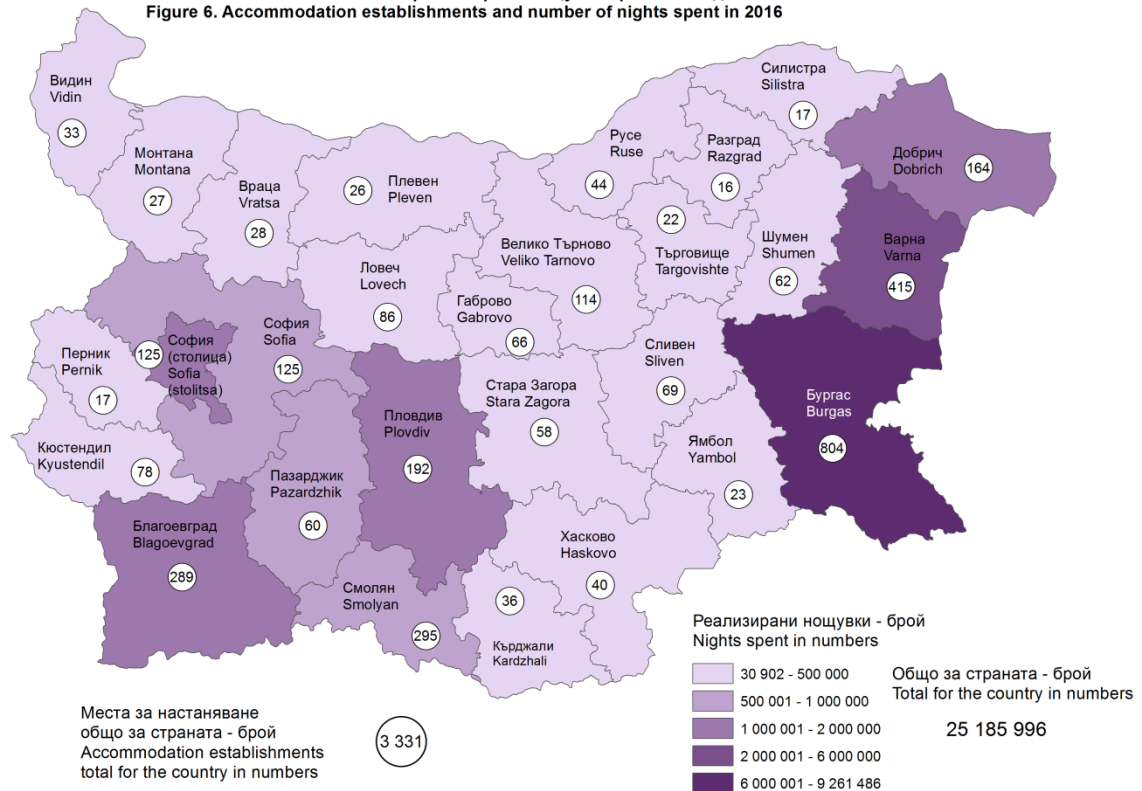 Figure 6. Accommodation establishments and number of nights spent in 2016
Видин
Vidin
33
Монтана
Montana
27
Враца
Vratsa
28
26
Плевен
Pleven
Русе
Ruse
44
Силистра
Silistra
17
Разград
Razgrad
16
Добрич
Dobrich
164
22
Търговище
Targovishte
Шумен
Shumen
62
Варна
Varna
415
Велико Търново
Veliko Tarnovo
114
Ловеч
Lovech
86
Габрово
Gabrovo
66
София
Sofia
125
125
София
(столица)
Sofia
(stolitsa)
Перник
Pernik
17
Кюстендил
Kyustendil
78
Сливен
Sliven
69
Стара Загора
Stara Zagora
58
Пловдив
Plovdiv
192
Бургас
Burgas
804
Ямбол
Yambol
23
Пазарджик
Pazardzhik
60
Благоевград
Blagoevgrad
289
Смолян
Smolyan
295
Хасково
Haskovo
40
36
Кърджали
Kardzhali
Реализирани нощувки - брой
Nights spent in numbers
30 902 - 500 000
500 001 - 1 000 000
1 000 001 - 2 000 000
2 000 001 - 6 000 000
6 000 001 - 9 261 486
Общо за страната - брой
Total for the country in numbers
25 185 996
Места за настаняване
общо за страната - брой
Accommodation establishments
total for the country in numbers
3 331